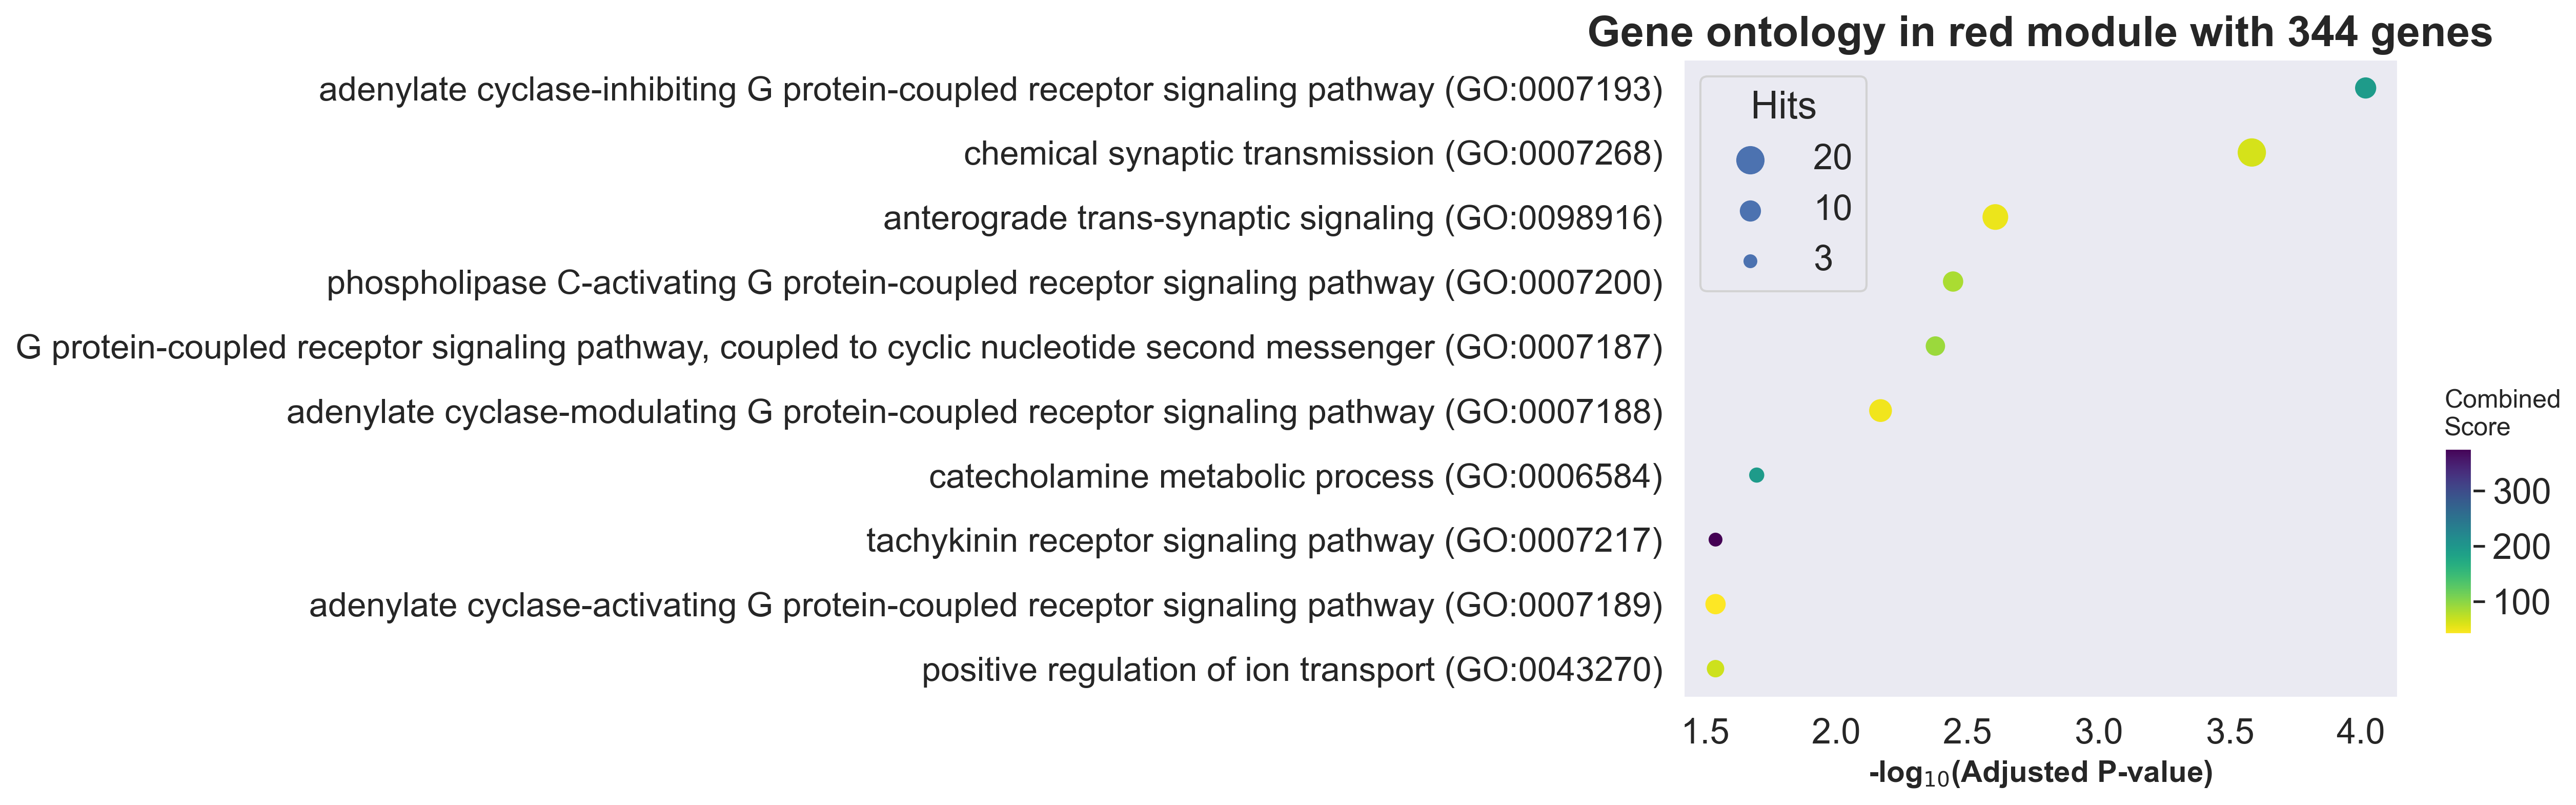 Gene ontology in red module with 344 genes
adenylate cyclase-inhibiting G protein-coupled receptor signaling pathway (GO:0007193)
chemical synaptic transmission (GO:0007268)
anterograde trans-synaptic signaling (GO:0098916)
phospholipase C-activating G protein-coupled receptor signaling pathway (GO:0007200)
G protein-coupled receptor signaling pathway, coupled to cyclic nucleotide second messenger (GO:0007187)
adenylate cyclase-modulating G protein-coupled receptor signaling pathway (GO:0007188)
catecholamine metabolic process (GO:0006584)
tachykinin receptor signaling pathway (GO:0007217)
adenylate cyclase-activating G protein-coupled receptor signaling pathway (GO:0007189)
positive regulation of ion transport (GO:0043270)
Hits
20
10
3
Combined
Score
300
200
100
1.5 2.0 2.5 3.0 3.5 4.0
-log₁₀(Adjusted P-value)